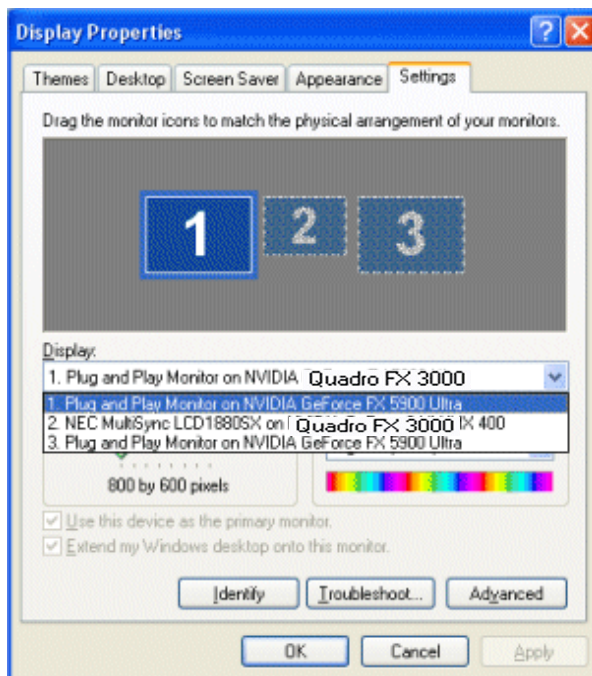 Display Properties
Themes Desktop Screen Saver Appearance Settings
Drag the monitor icons to match the physical arrangement of your monitors.
1 2 3
Display:
1. Plug and Play Monitor on NVIDIA Quadro FX 3000
1. Plug and Play Monitor on NVIDIA GeForce FX 5900 Ultra
2. NEC MultiSync LCD1880SX on Quadro FX 3000 IX 400
3. Plug and Play Monitor on NVIDIA GeForce FX 5900 Ultra
800 by 600 pixels
Use this device as the primary monitor.
Extend my Windows desktop onto this monitor.
Identify Troubleshoot... Advanced
OK Cancel Apply